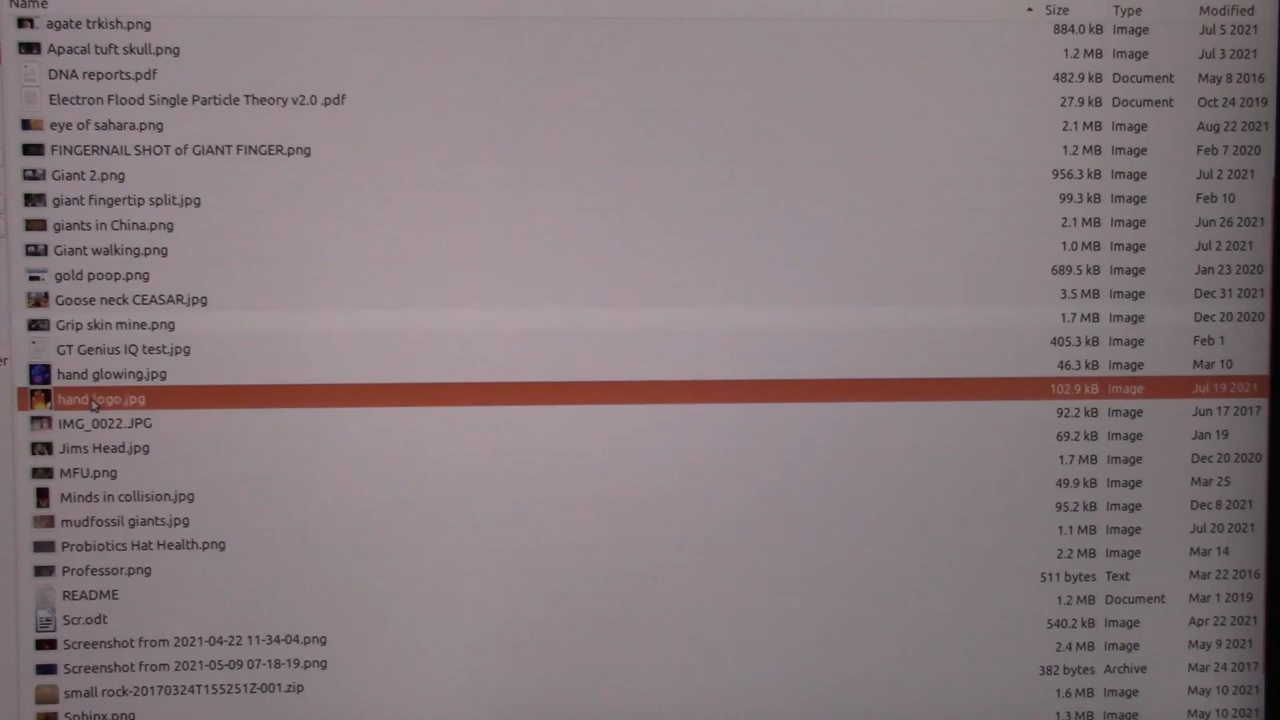 Name Size Type Modified
agate trkish.png 884.0 kB Image Jul 5 2021
Apacal tuft skull.png 1.2 MB Image Jul 3 2021
DNA reports.pdf 482.9 kB Document May 8 2016
Electron Flood Single Particle Theory v2.0 .pdf 27.9 kB Document Oct 24 2019
eye of sahara.png 2.1 MB Image Aug 22 2021
FINGERNAIL SHOT of GIANT FINGER.png 1.2 MB Image Feb 7 2020
Giant 2.png 956.3 kB Image Jul 2 2021
giant fingertip split.jpg 99.3 kB Image Feb 10
giants in China.png 2.1 MB Image Jun 26 2021
Giant walking.png 1.0 MB Image Jul 2 2021
gold poop.png 689.5 kB Image Jan 23 2020
Goose neck CEASAR.jpg 3.5 MB Image Dec 31 2021
Grip skin mine.png 1.7 MB Image Dec 20 2020
GT Genius IQ test.jpg 405.3 kB Image Feb 1
hand glowing.jpg 46.3 kB Image Mar 10
hand logo.jpg 102.9 kB Image Jul 19 2021
IMG_0022.JPG 92.2 kB Image Jun 17 2017
Jims Head.jpg 69.2 kB Image Jan 19
MFU.png 1.7 MB Image Dec 20 2020
Minds in collision.jpg 49.9 kB Image Mar 25
mudfossil giants.jpg 95.2 kB Image Dec 8 2021
Probiotics Hat Health.png 1.1 MB Image Jul 20 2021
Professor.png 2.2 MB Image Mar 14
README 511 bytes Text Mar 22 2016
Scr.odt 1.2 MB Document Mar 1 2019
Screenshot from 2021-04-22 11-34-04.png 540.2 kB Image Apr 22 2021
Screenshot from 2021-05-09 07-18-19.png 2.4 MB Image May 9 2021
small rock-20170324T155251Z-001.zip 382 bytes Archive Mar 24 2017
Sphinx.png 1.6 MB Image May 10 2021
1.3 MB Image May 10 2021